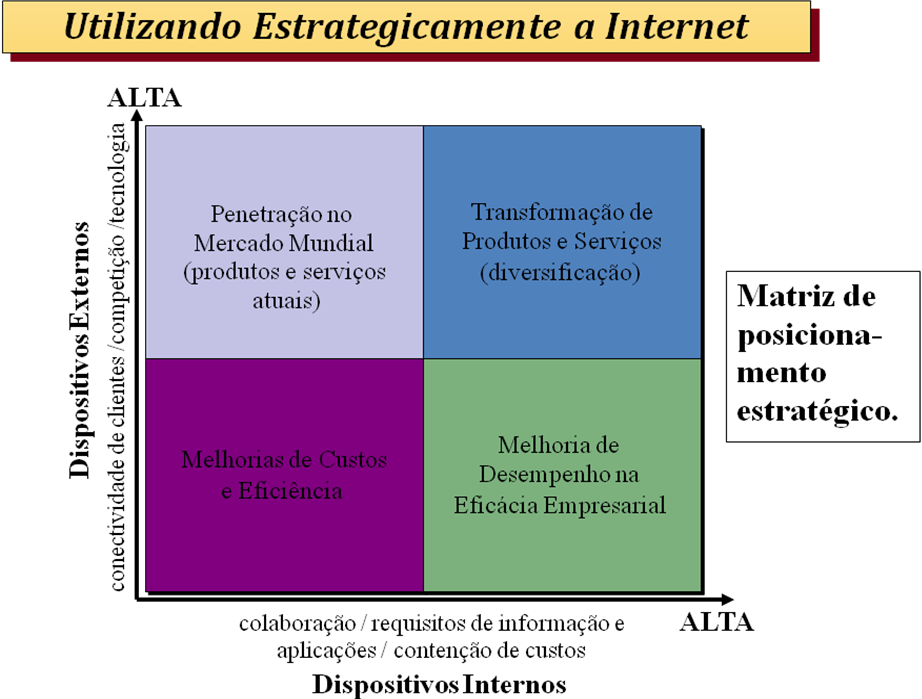 Utilizando Estrategicamente a Internet
ALTA
Dispositivos Externos
conectividade de clientes /competição /tecnologia
Penetração no
Mercado Mundial
(produtos e serviços
atuais)
Transformação de
Produtos e Serviços
(diversificação)
Melhorias de Custos
e Eficiência
Melhoria de
Desempenho na
Eficácia Empresarial
Matriz de
posiciona-
mento
estratégico.
colaboração / requisitos de informação e
aplicações / contenção de custos
ALTA
Dispositivos Internos